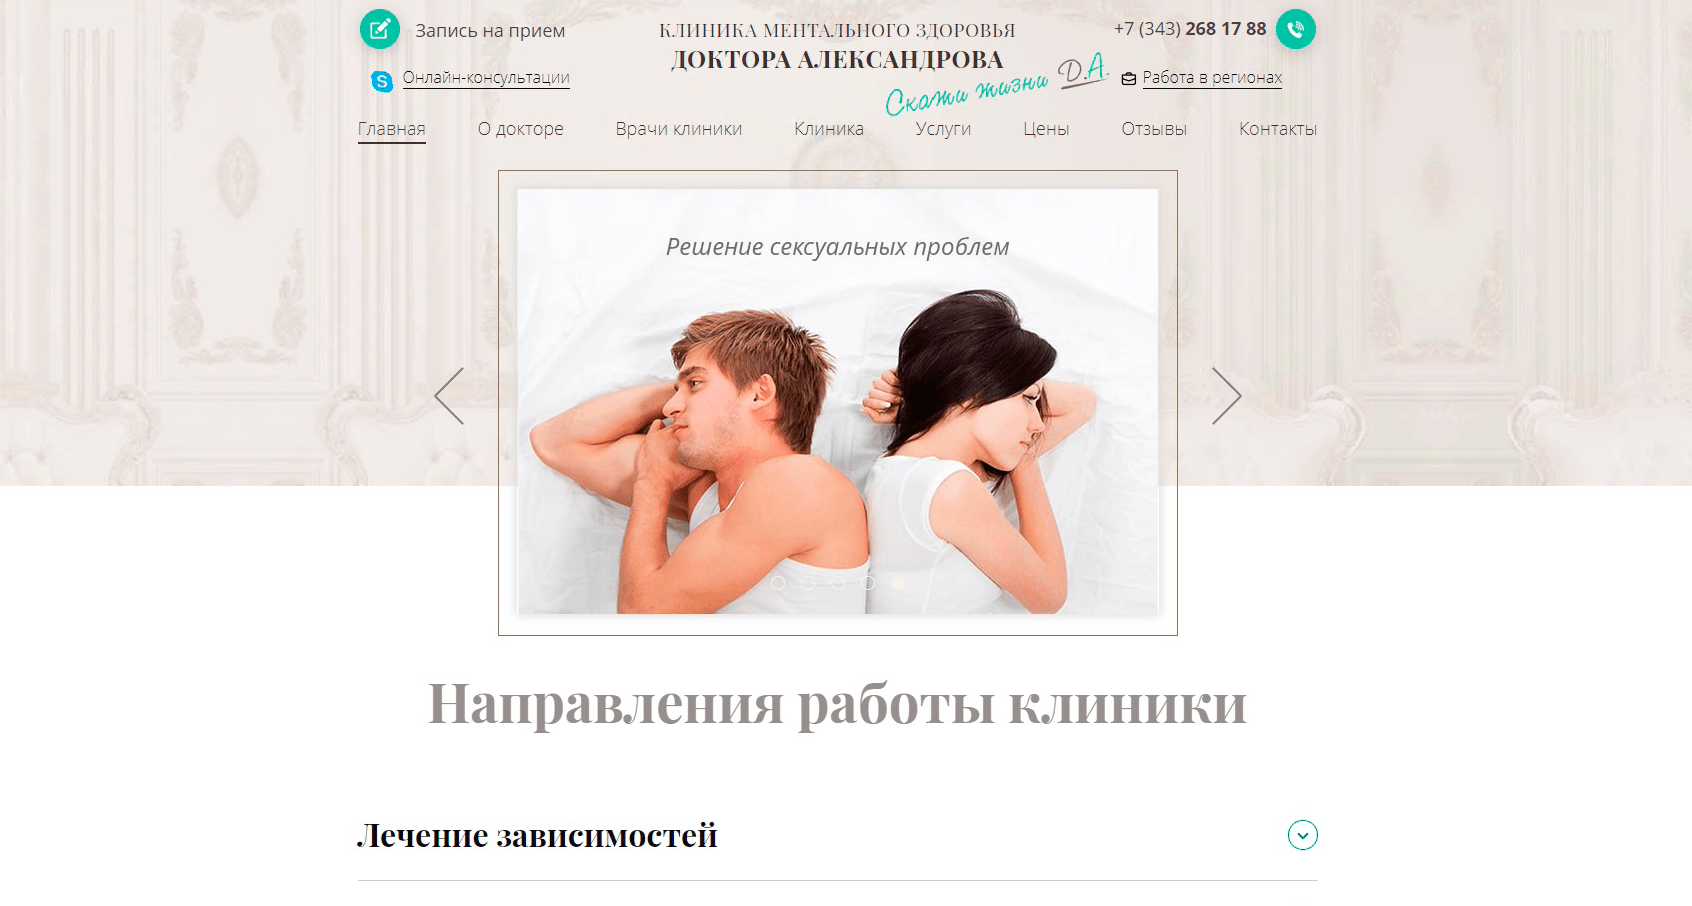 Запись на прием
КЛИНИКА МЕНТАЛЬНОГО ЗДОРОВЬЯ
ДОКТОРА АЛЕКСАНДРОВА
Скажи жизни Д.А.
+7 (343) 268 17 88
Онлайн-консультации
Работа в регионах
Главная
О докторе
Врачи клиники
Клиника
Услуги
Цены
Отзывы
Контакты
Решение сексуальных проблем
Направления работы клиники
Лечение зависимостей